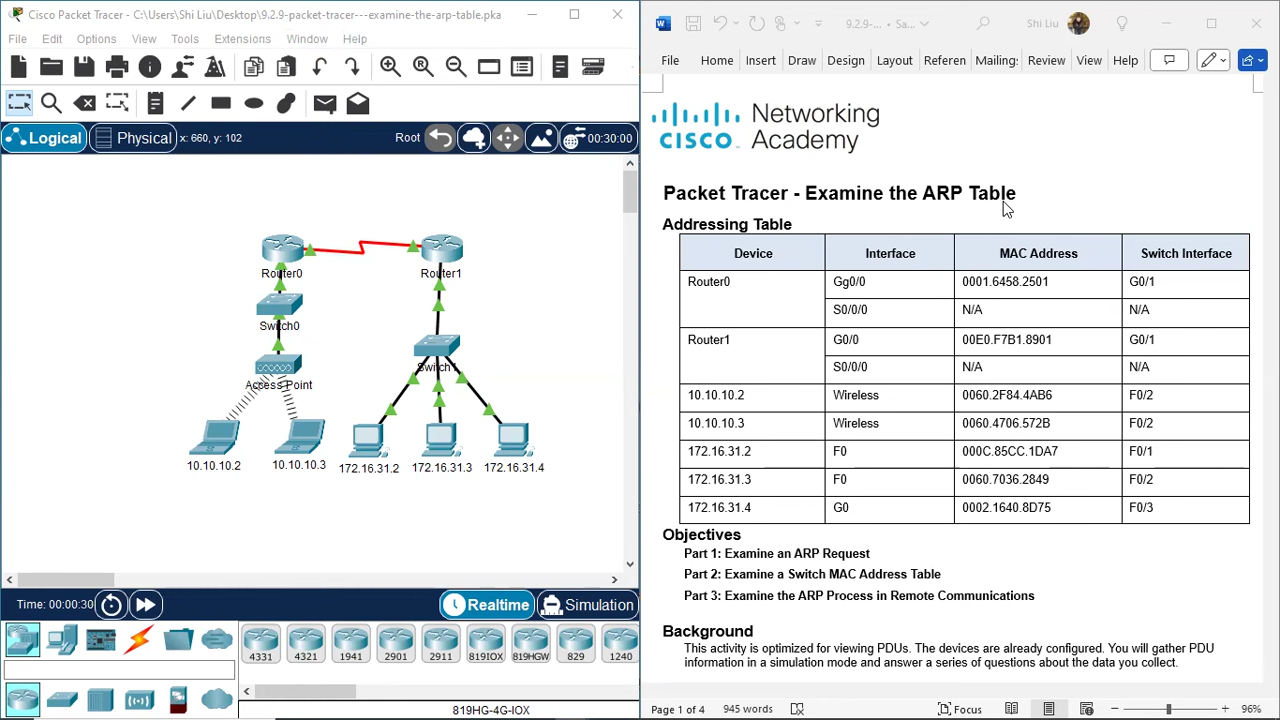 Cisco Packet Tracer - C:\Users\Shi Liu\Desktop\9.2.9-packet-tracer---examine-the-arp-table.pka
File Edit Options View Tools Extensions Window Help
Logical Physical x: 660, y: 102 Root 00:30:00
Router0 Router1
Switch0
Switch1
Access Point
10.10.10.2 10.10.10.3 172.16.31.2 172.16.31.3 172.16.31.4
Time: 00:00:30 Realtime Simulation
4331 4321 1941 2901 2911 819IOX 819HGW 829 1240
819HG-4G-IOX
9.2.9-... - Sa... Shi Liu
File Home Insert Draw Design Layout Referen Mailing: Review View Help
CISCO Networking Academy
Packet Tracer - Examine the ARP Table
Addressing Table
Device Interface MAC Address Switch Interface
Router0 Gg0/0 0001.6458.2501 G0/1
S0/0/0 N/A N/A
Router1 G0/0 00E0.F7B1.8901 G0/1
S0/0/0 N/A N/A
10.10.10.2 Wireless 0060.2F84.4AB6 F0/2
10.10.10.3 Wireless 0060.4706.572B F0/2
172.16.31.2 F0 000C.85CC.1DA7 F0/1
172.16.31.3 F0 0060.7036.2849 F0/2
172.16.31.4 G0 0002.1640.8D75 F0/3
Objectives
Part 1: Examine an ARP Request
Part 2: Examine a Switch MAC Address Table
Part 3: Examine the ARP Process in Remote Communications
Background
This activity is optimized for viewing PDUs. The devices are already configured. You will gather PDU
information in a simulation mode and answer a series of questions about the data you collect.
Page 1 of 4 945 words Focus 96%